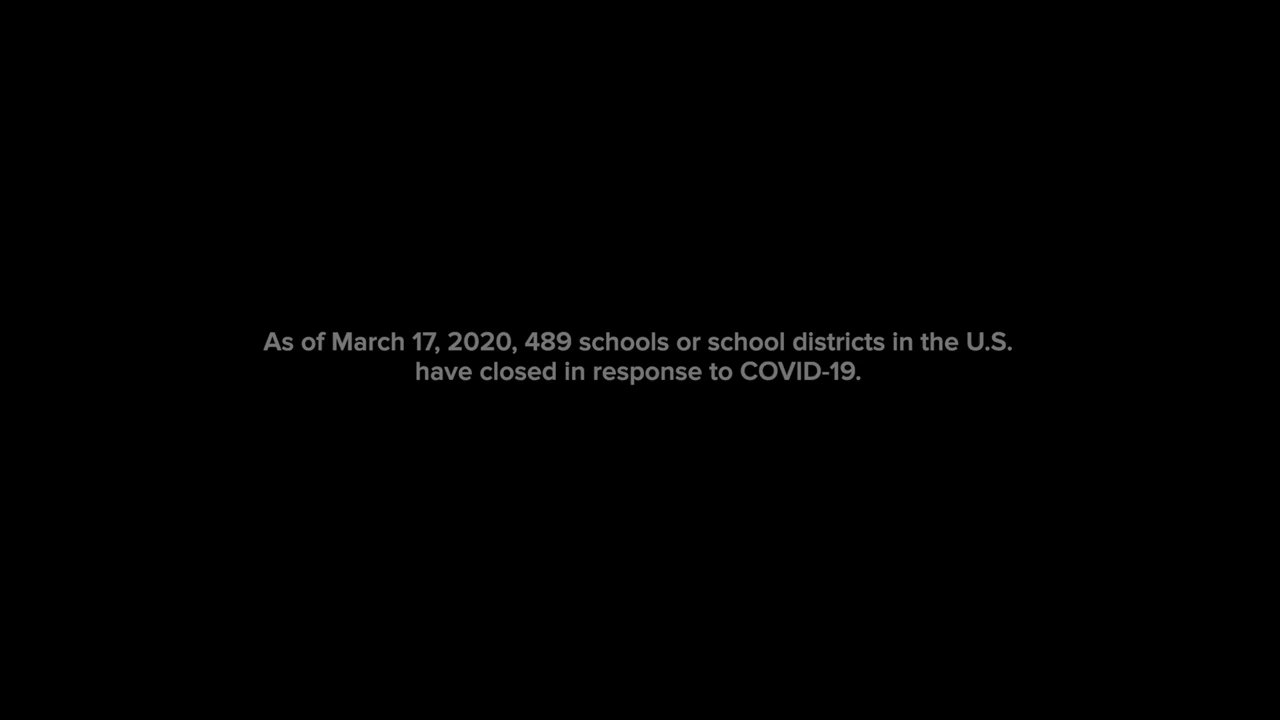 As of March 17, 2020, 489 schools or school districts in the U.S.
have closed in response to COVID-19.